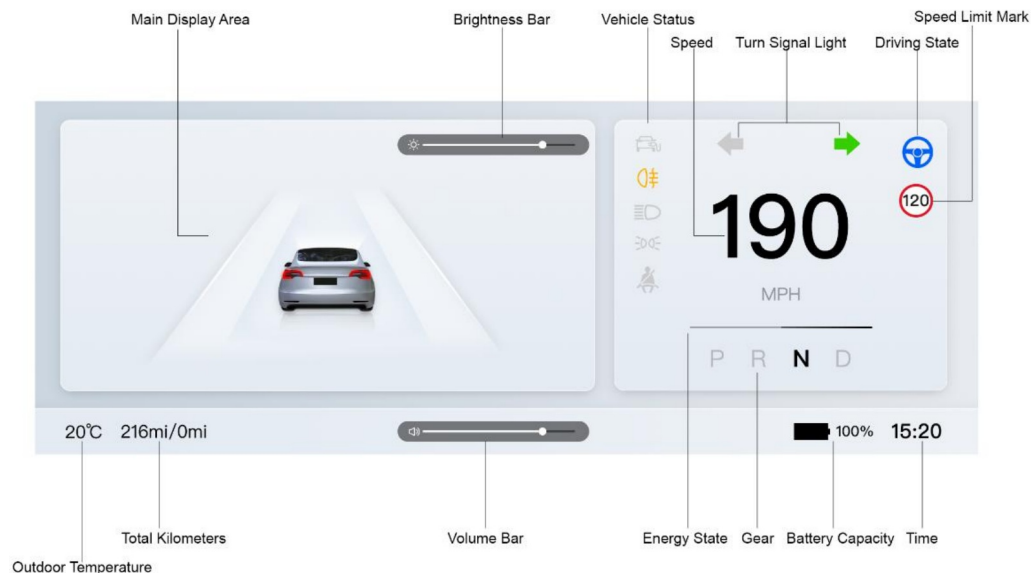 Main Display Area
Brightness Bar
Vehicle Status
Speed Limit Mark
Speed
Turn Signal Light
Driving State
120
190
MPH
P R N D
20℃ 216mi/0mi
100% 15:20
Total Kilometers
Volume Bar
Energy State
Gear
Battery Capacity
Time
Outdoor Temperature